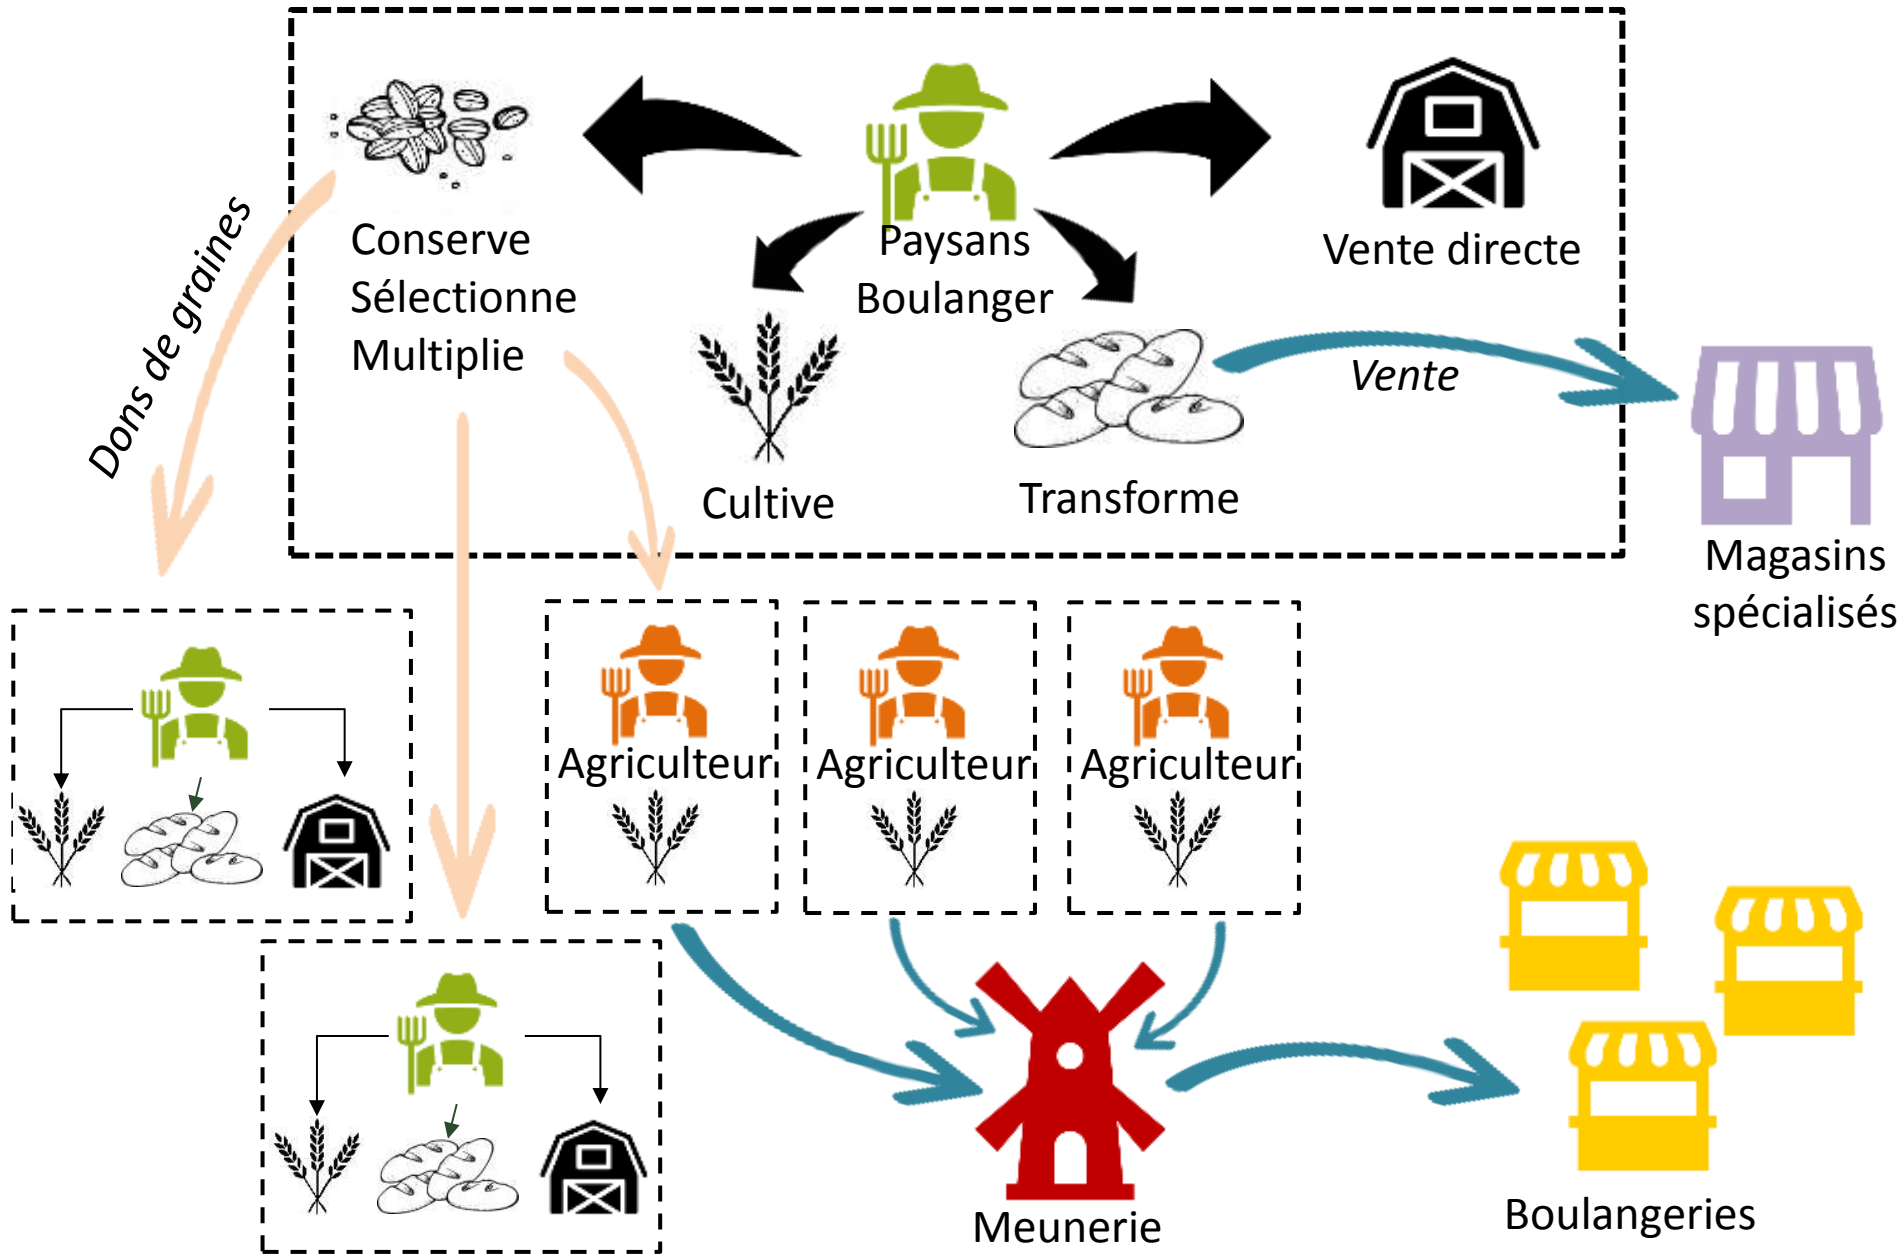 Dons de graines
Conserve
Sélectionne
Multiplie
Paysans
Boulanger
Vente directe
Cultive
Transforme
Vente
Magasins
spécialisés
Agriculteur
Agriculteur
Agriculteur
Meunerie
Boulangeries